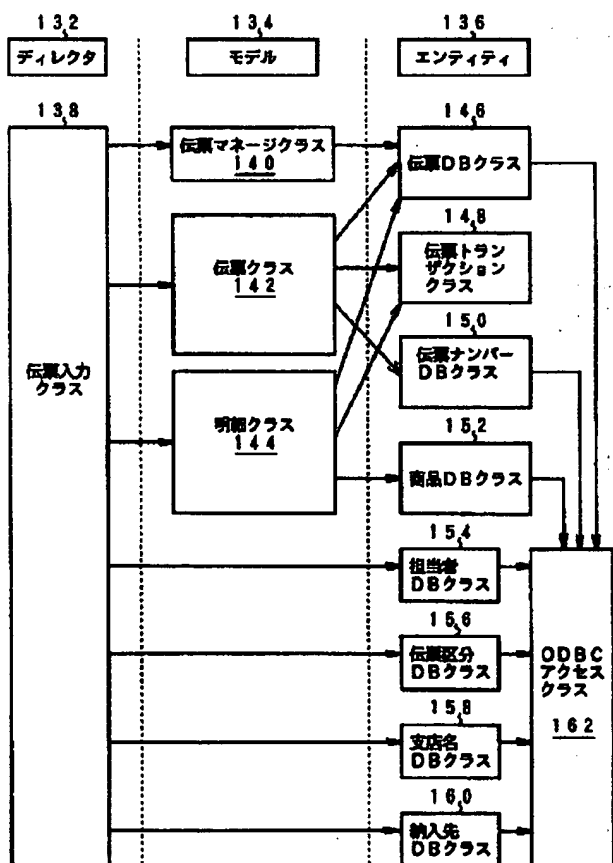 132
134
136
ディレクタ
モデル
エンティティ
138
146
伝票マネージクラス
140
伝票DBクラス
148
伝票クラス
142
伝票トラン
ザクション
クラス
150
伝票ナンバー
DBクラス
伝票入力
クラス
明細クラス
144
152
商品DBクラス
154
担当者
DBクラス
156
伝票区分
DBクラス
ODBC
アクセス
クラス
162
158
支店名
DBクラス
160
納入先
DBクラス